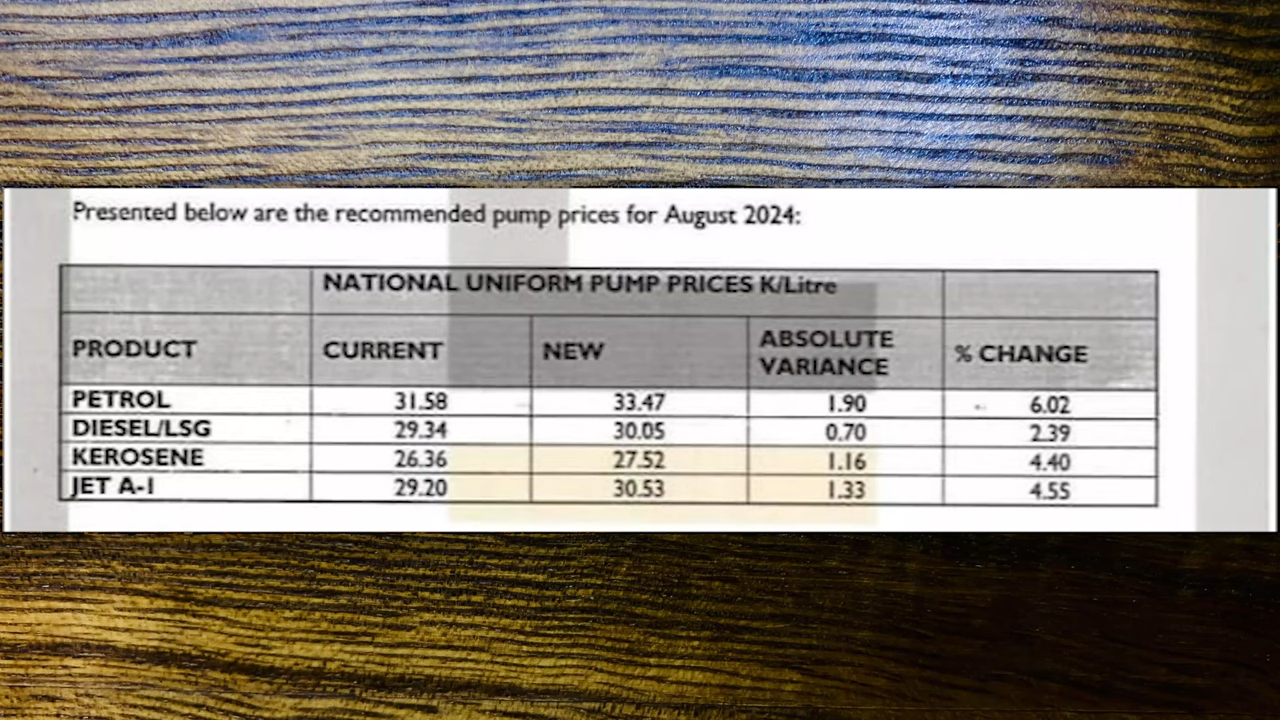 Presented below are the recommended pump prices for August 2024:
NATIONAL UNIFORM PUMP PRICES K/Litre
PRODUCT CURRENT NEW ABSOLUTE VARIANCE % CHANGE
PETROL 31.58 33.47 1.90 6.02
DIESEL/LSG 29.34 30.05 0.70 2.39
KEROSENE 26.36 27.52 1.16 4.40
JET A-1 29.20 30.53 1.33 4.55